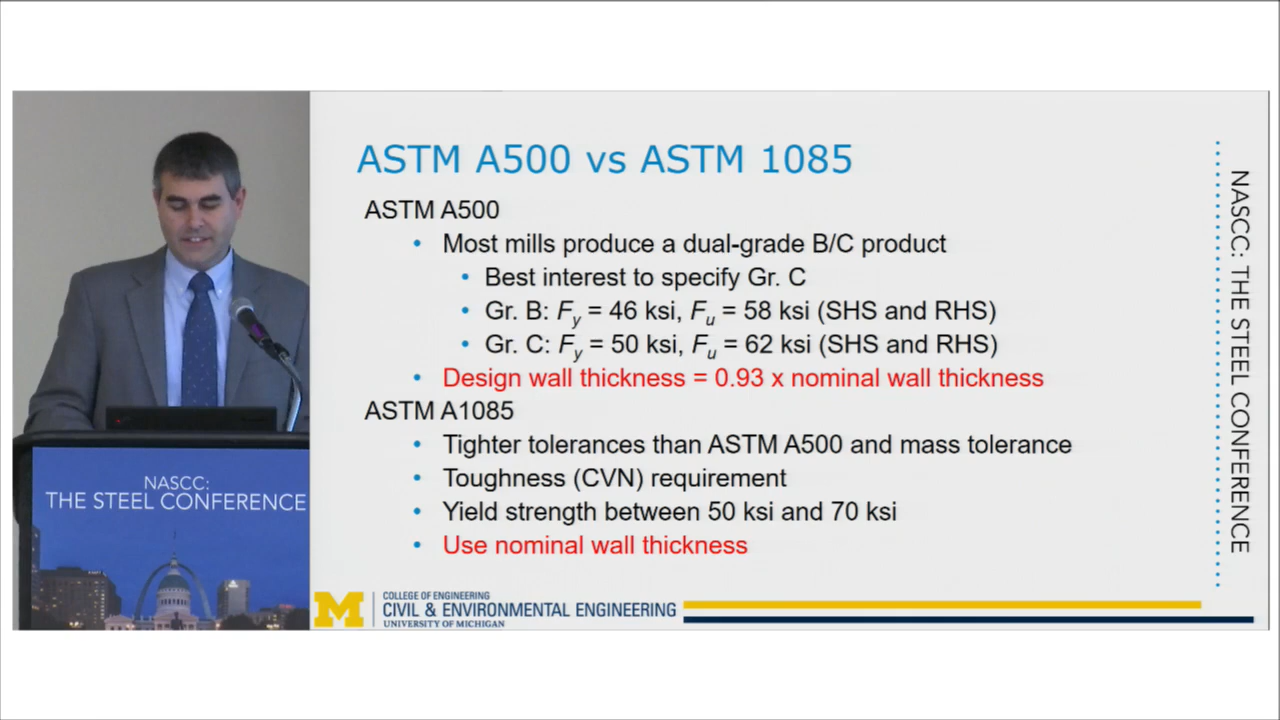 ASTM A500 vs ASTM 1085
ASTM A500
• Most mills produce a dual-grade B/C product
• Best interest to specify Gr. C
• Gr. B: Fy = 46 ksi, Fu = 58 ksi (SHS and RHS)
• Gr. C: Fy = 50 ksi, Fu = 62 ksi (SHS and RHS)
• Design wall thickness = 0.93 x nominal wall thickness
ASTM A1085
• Tighter tolerances than ASTM A500 and mass tolerance
• Toughness (CVN) requirement
• Yield strength between 50 ksi and 70 ksi
• Use nominal wall thickness
NASCC: THE STEEL CONFERENCE
NASCC:
THE STEEL CONFERENCE
M
COLLEGE OF ENGINEERING
CIVIL & ENVIRONMENTAL ENGINEERING
UNIVERSITY OF MICHIGAN